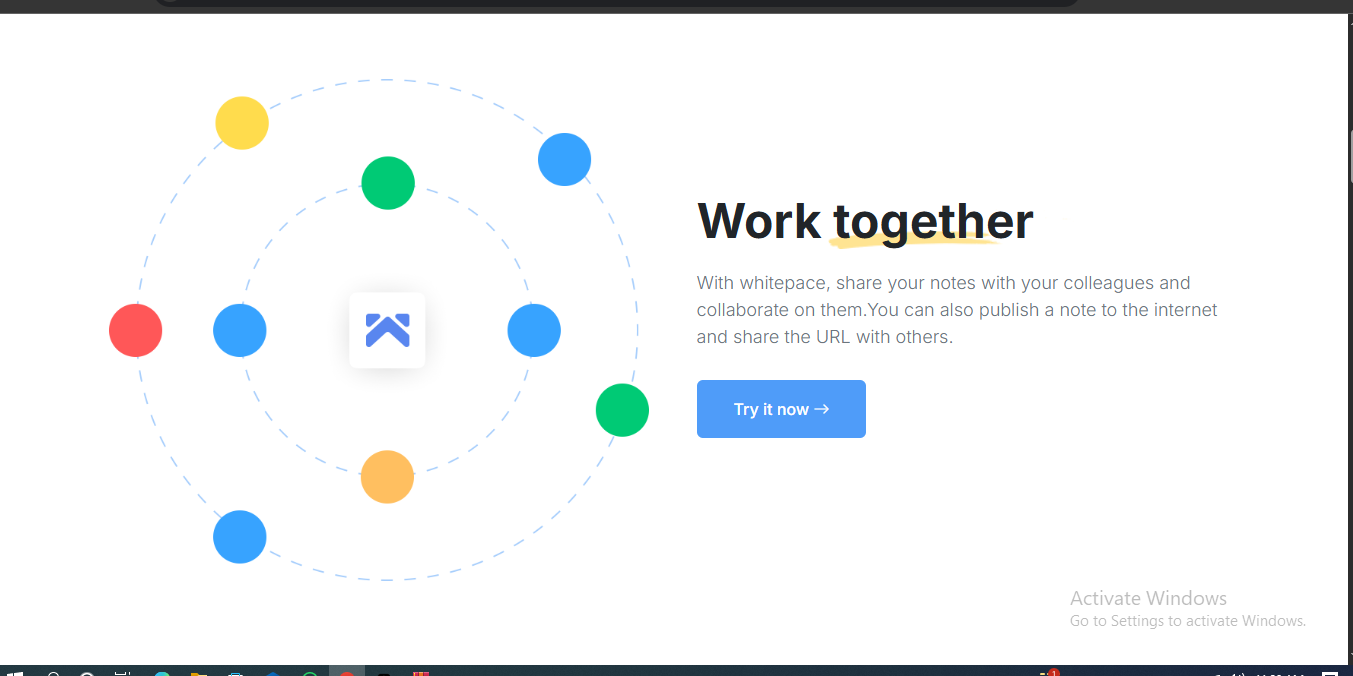 Work together
With whitepace, share your notes with your colleagues and
collaborate on them.You can also publish a note to the internet
and share the URL with others.
Try it now →
Activate Windows
Go to Settings to activate Windows.
1